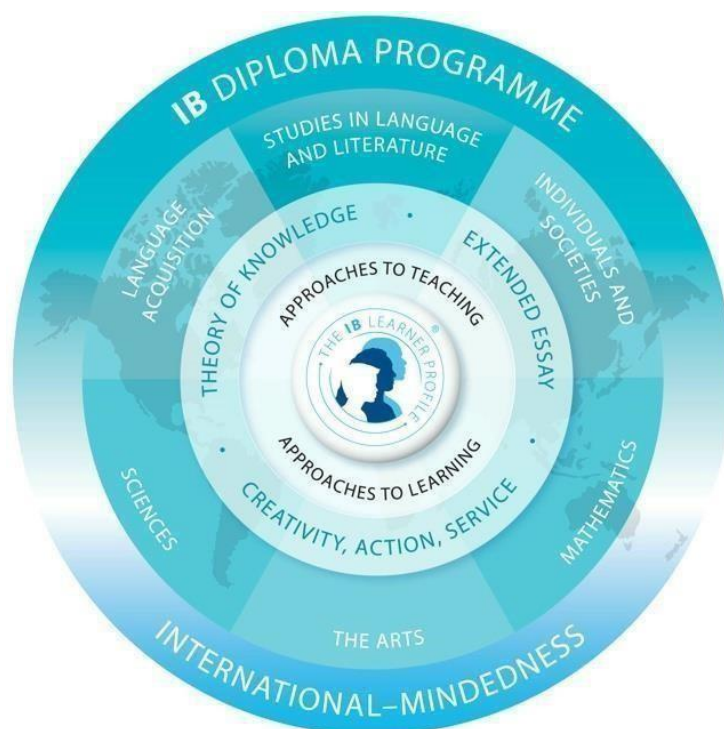 IB DIPLOMA PROGRAMME
STUDIES IN LANGUAGE
AND LITERATURE
LANGUAGE
ACQUISITION
INDIVIDUALS AND
SOCIETIES
THEORY OF KNOWLEDGE
EXTENDED ESSAY
APPROACHES TO TEACHING
THE IB LEARNER PROFILE ®
APPROACHES TO LEARNING
CREATIVITY, ACTION, SERVICE
SCIENCES
MATHEMATICS
THE ARTS
INTERNATIONAL–MINDEDNESS